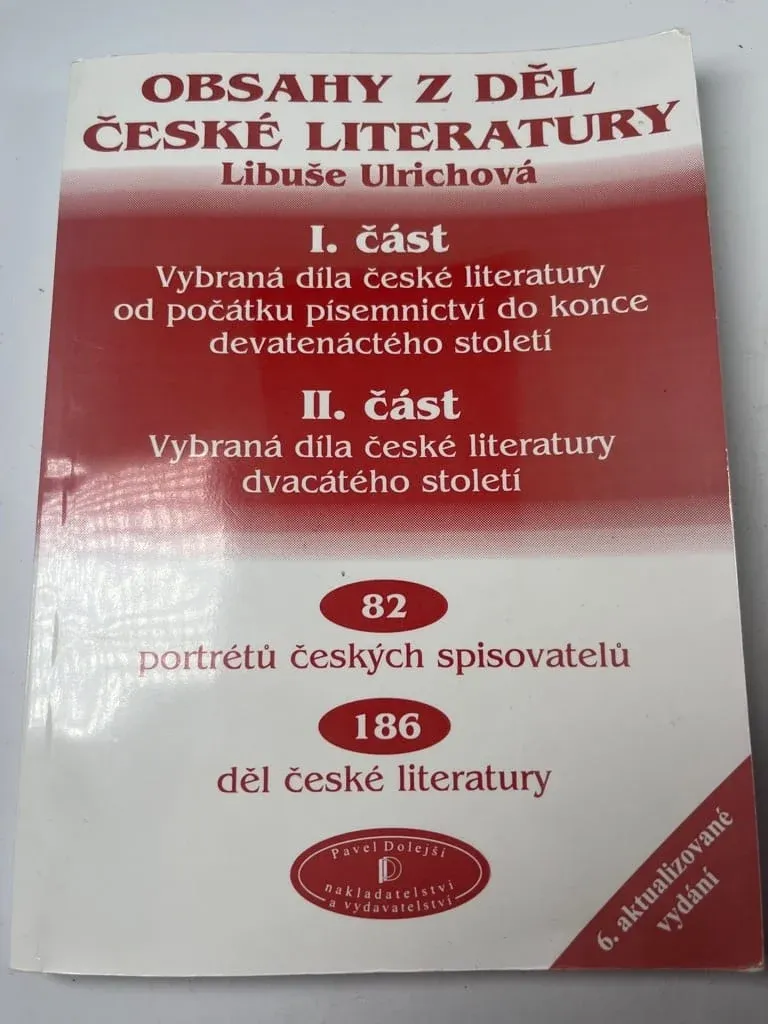 OBSAHY Z DĚL
ČESKÉ LITERATURY
Libuše Ulrichová
I. část
Vybraná díla české literatury
od počátku písemnictví do konce
devatenáctého století
II. část
Vybraná díla české literatury
dvacátého století
82
portrétů českých spisovatelů
186
děl české literatury
Pavel Dolejší
nakladatelství
a vydavatelství
6. aktualizované
vydání